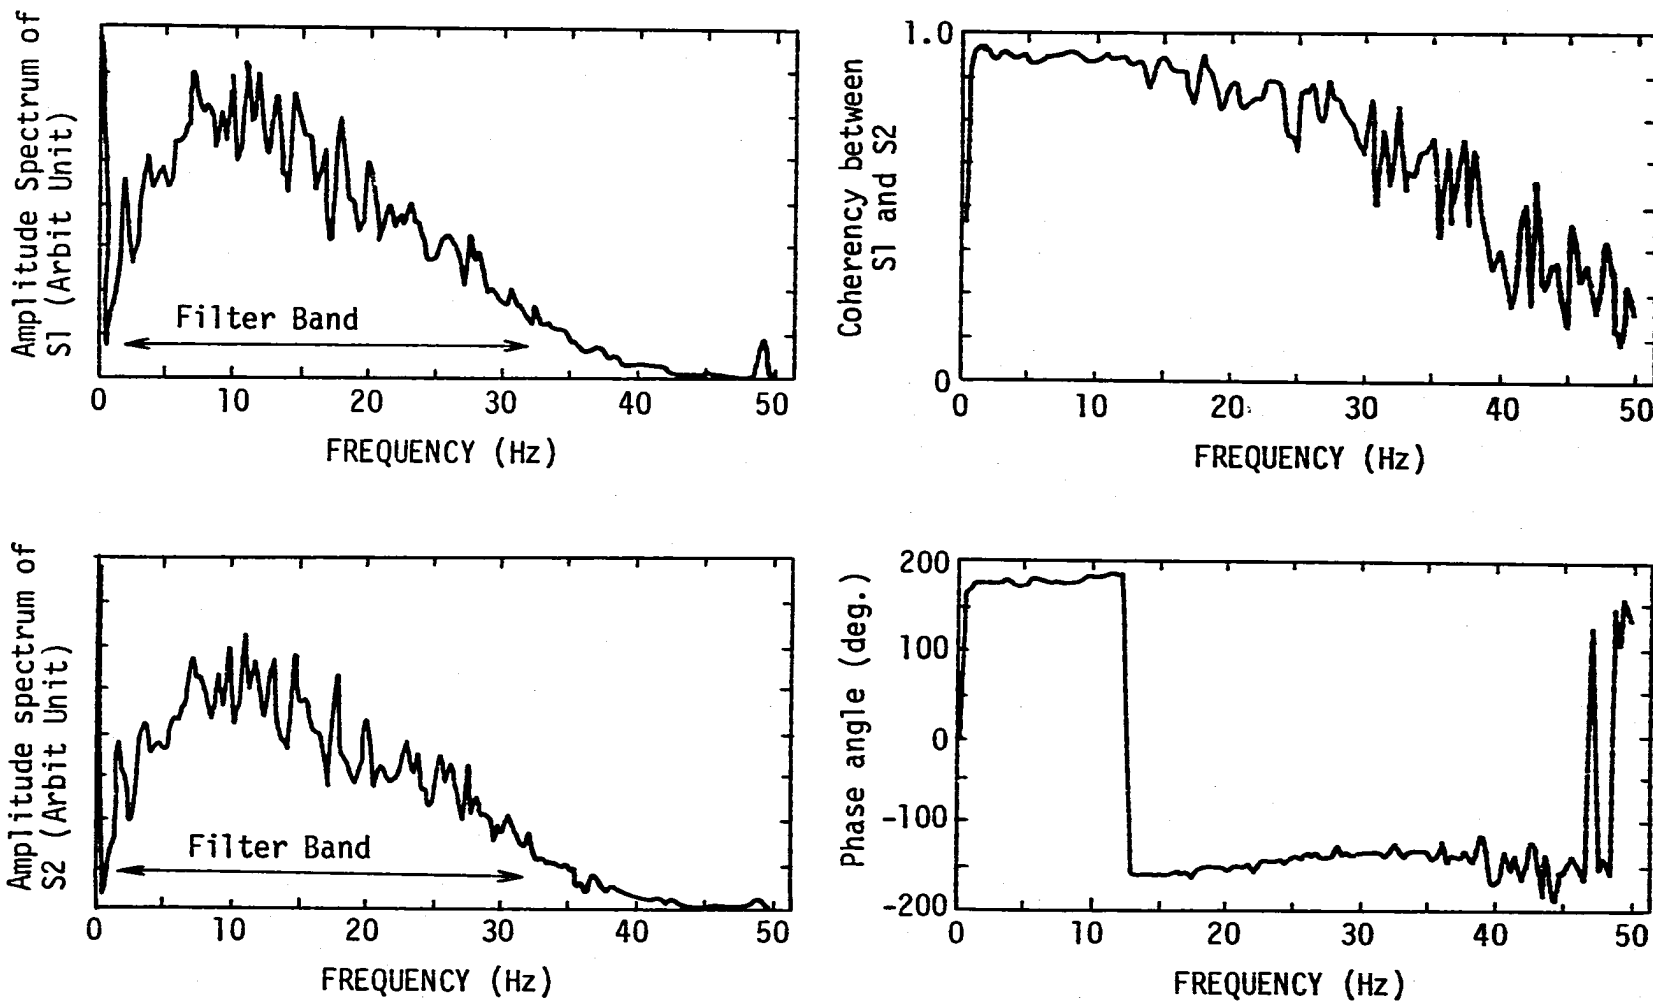 Amplitude Spectrum of
S1 (Arbit Unit)
Filter Band
0 10 20 30 40 50
FREQUENCY (Hz)
Coherency between
S1 and S2
1.0
0
0 10 20 30 40 50
FREQUENCY (Hz)
Amplitude spectrum of
S2 (Arbit Unit)
Filter Band
0 10 20 30 40 50
FREQUENCY (Hz)
Phase angle (deg.)
200
100
0
-100
-200
0 10 20 30 40 50
FREQUENCY (Hz)